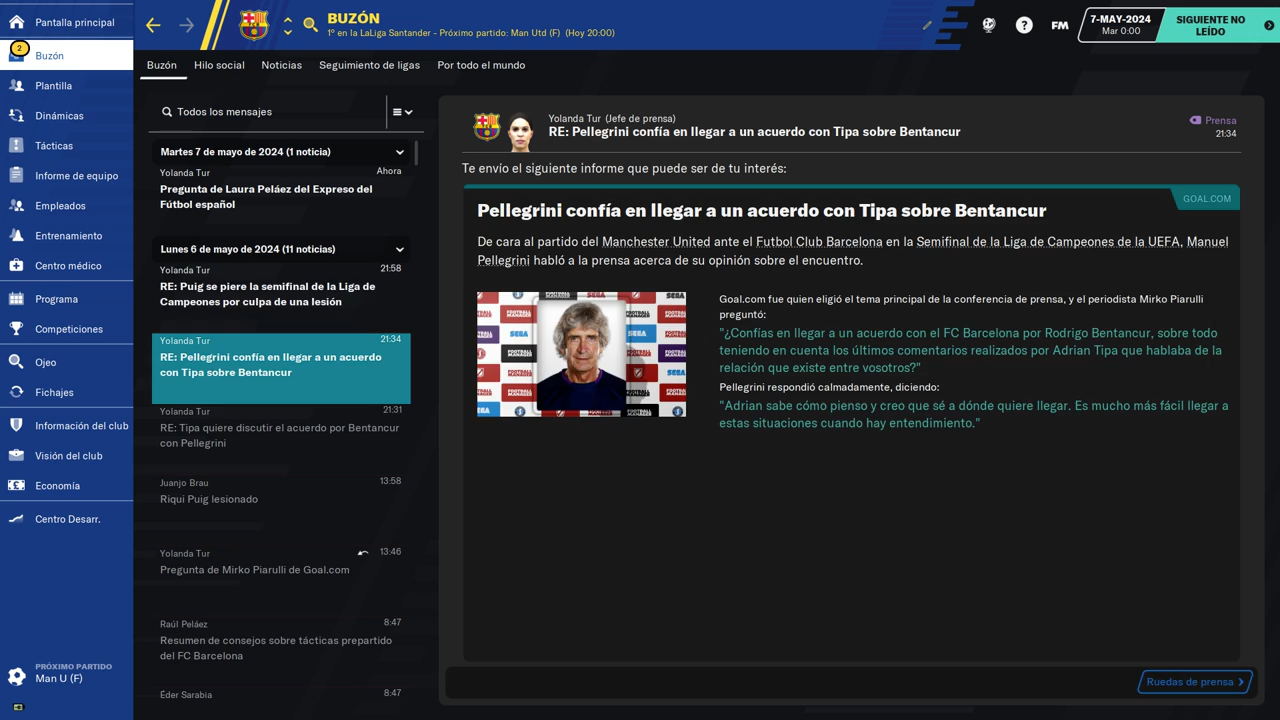 Pantalla principal
2
Buzón
Plantilla
Dinámicas
Tácticas
Informe de equipo
Empleados
Entrenamiento
Centro médico
Programa
Competiciones
Ojeo
Fichajes
Información del club
Visión del club
Economía
Centro Desarr.
PRÓXIMO PARTIDO
Man U (F)
BUZÓN
1º en la LaLiga Santander - Próximo partido: Man Utd (F) (Hoy 20:00)
?
FM
7-MAY-2024
Mar 0:00
SIGUIENTE NO
LEÍDO
Buzón
Hilo social
Noticias
Seguimiento de ligas
Por todo el mundo
Todos los mensajes
Martes 7 de mayo de 2024 (1 noticia)
Yolanda Tur
Ahora
Pregunta de Laura Peláez del Expreso del
Fútbol español
Lunes 6 de mayo de 2024 (11 noticias)
Yolanda Tur
21:58
RE: Puig se pierde la semifinal de la Liga de
Campeones por culpa de una lesión
Yolanda Tur
21:34
RE: Pellegrini confía en llegar a un acuerdo
con Tipa sobre Bentancur
Yolanda Tur
21:31
RE: Tipa quiere discutir el acuerdo por Bentancur
con Pellegrini
Juanjo Brau
13:58
Riqui Puig lesionado
Yolanda Tur
13:46
Pregunta de Mirko Piarulli de Goal.com
Raúl Peláez
8:47
Resumen de consejos sobre tácticas prepartido
del FC Barcelona
Éder Sarabia
8:47
Yolanda Tur (Jefe de prensa)
RE: Pellegrini confía en llegar a un acuerdo con Tipa sobre Bentancur
Prensa
21:34
Te envío el siguiente informe que puede ser de tu interés:
GOAL.COM
Pellegrini confía en llegar a un acuerdo con Tipa sobre Bentancur
De cara al partido del Manchester United ante el Futbol Club Barcelona en la Semifinal de la Liga de Campeones de la UEFA, Manuel
Pellegrini habló a la prensa acerca de su opinión sobre el encuentro.
SEGA
FOOTBALL MANAGER
Goal.com fue quien eligió el tema principal de la conferencia de prensa, y el periodista Mirko Piarulli
preguntó:
"¿Confías en llegar a un acuerdo con el FC Barcelona por Rodrigo Bentancur, sobre todo
teniendo en cuenta los últimos comentarios realizados por Adrian Tipa que hablaba de la
relación que existe entre vosotros?"
Pellegrini respondió calmadamente, diciendo:
"Adrian sabe cómo pienso y creo que sé a dónde quiere llegar. Es mucho más fácil llegar a
estas situaciones cuando hay entendimiento."
Ruedas de prensa